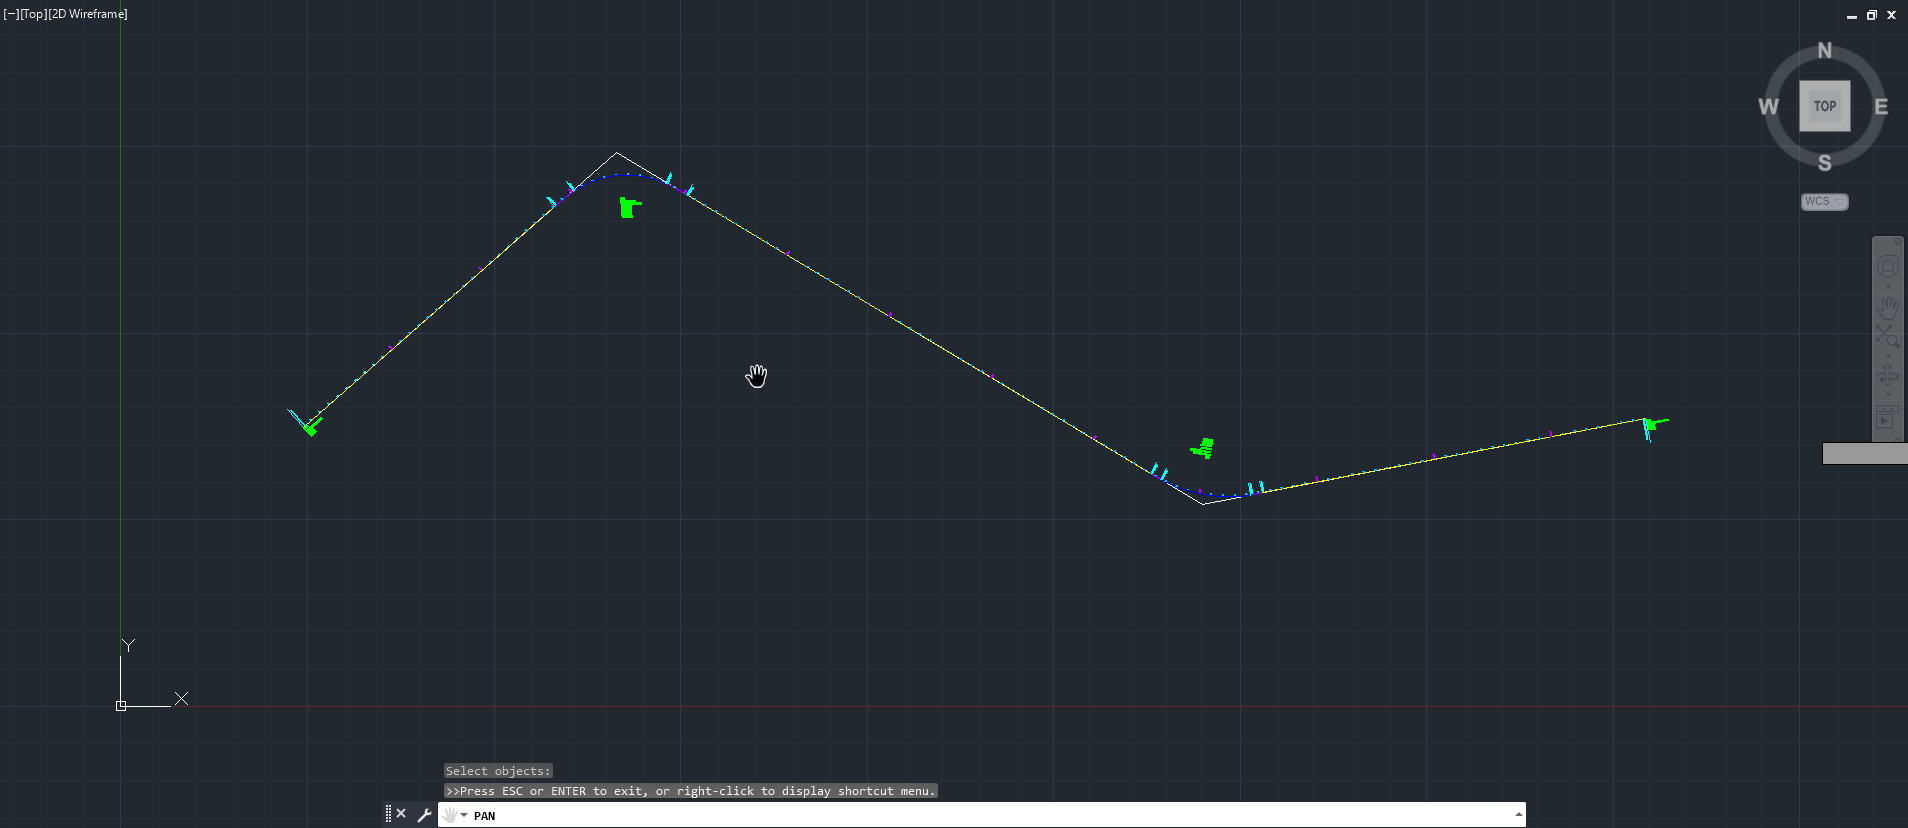 [−][Top][2D Wireframe]
N
W TOP E
S
WCS
Y
X
Select objects:
>>Press ESC or ENTER to exit, or right-click to display shortcut menu.
PAN